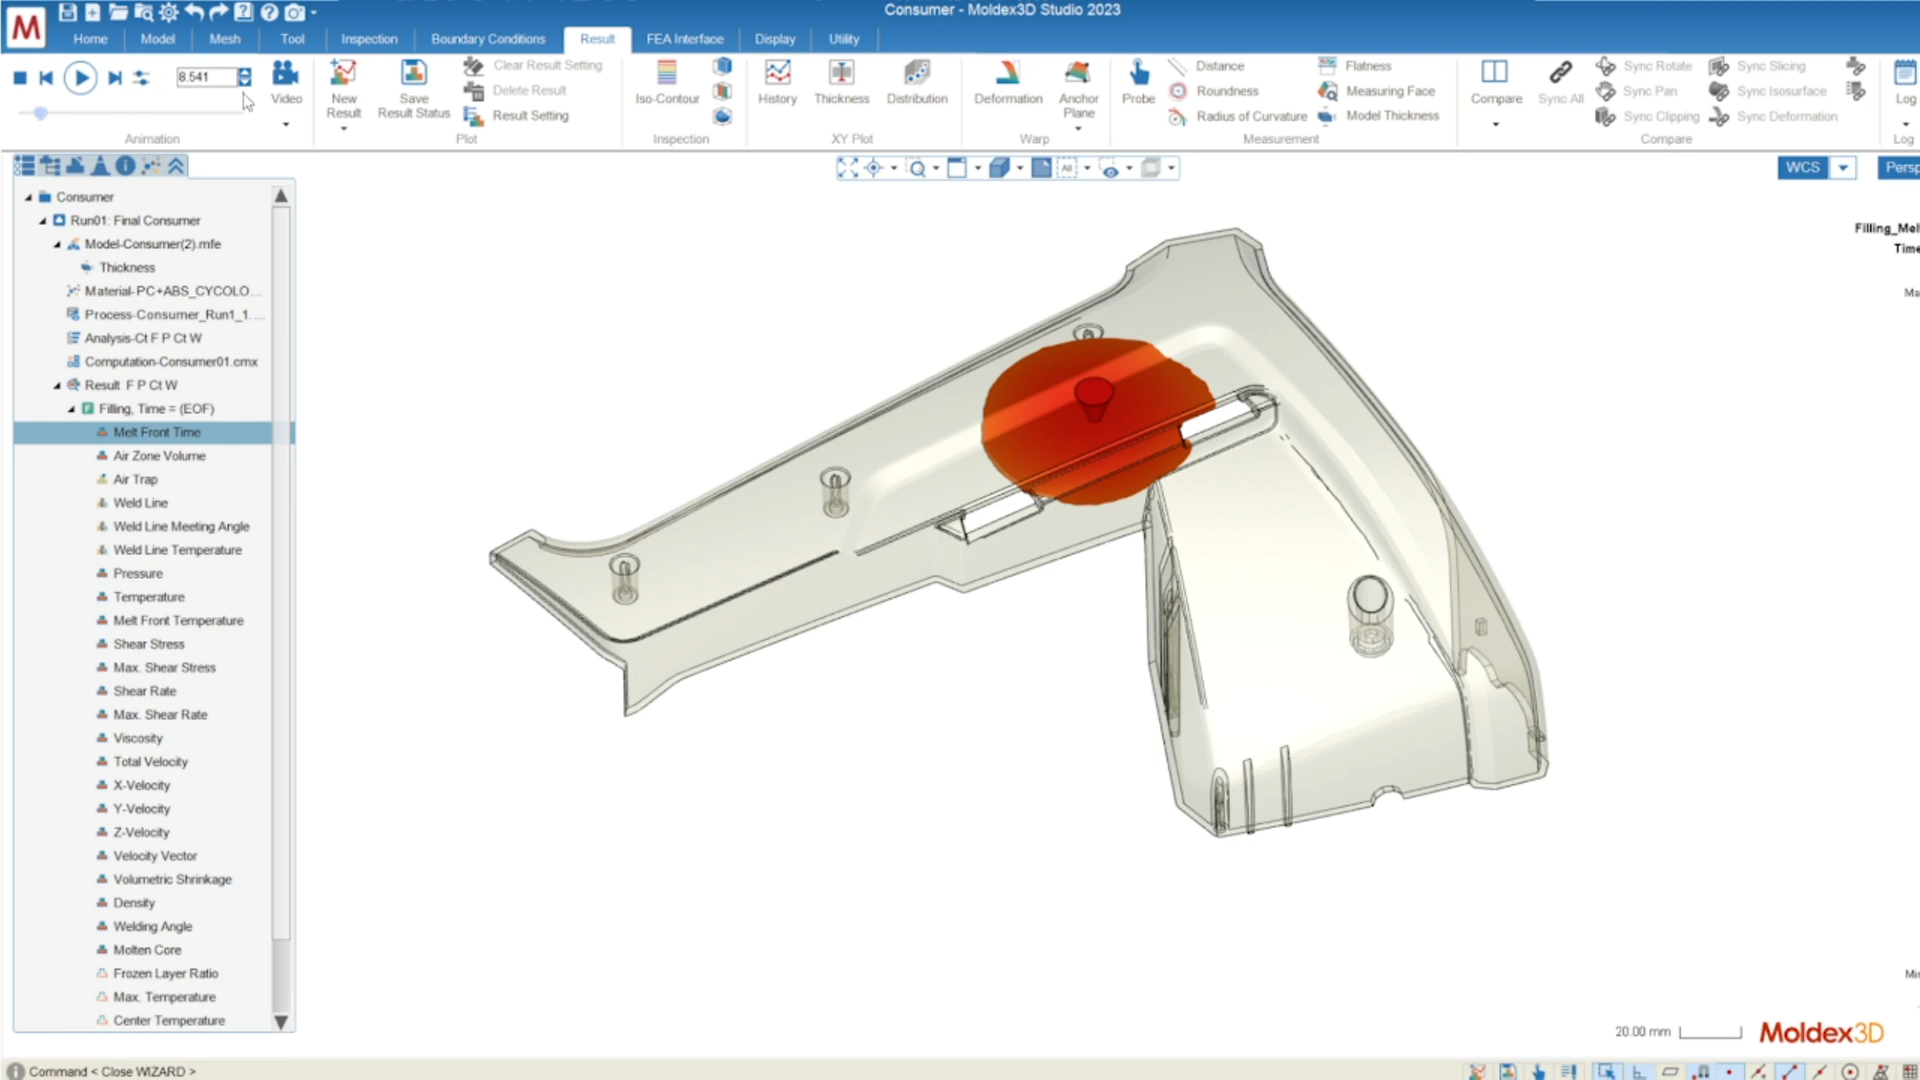 Consumer - Moldex3D Studio 2023
M
Home Model Mesh Tool Inspection Boundary Conditions Result FEA Interface Display Utility
8.541
Video
New Result
Save Result Status
Clear Result Setting
Delete Result
Result Setting
Iso-Contour
History
Thickness
Distribution
Deformation
Anchor Plane
Probe
Distance
Roundness
Radius of Curvature
Flatness
Measuring Face
Model Thickness
Compare
Sync All
Sync Rotate
Sync Pan
Sync Clipping
Sync Slicing
Sync Isosurface
Sync Deformation
Log
Animation Plot Inspection XY Plot Warp Measurement Compare Log
All
WCS
Persp
Consumer
Run01: Final Consumer
Model-Consumer(2).mfe
Thickness
Material-PC+ABS_CYCOLO...
Process-Consumer_Run1_1....
Analysis-Ct F P Ct W
Computation-Consumer01.cmx
Result F P Ct W
Filling, Time = (EOF)
Melt Front Time
Air Zone Volume
Air Trap
Weld Line
Weld Line Meeting Angle
Weld Line Temperature
Pressure
Temperature
Melt Front Temperature
Shear Stress
Max. Shear Stress
Shear Rate
Max. Shear Rate
Viscosity
Total Velocity
X-Velocity
Y-Velocity
Z-Velocity
Velocity Vector
Volumetric Shrinkage
Density
Welding Angle
Molten Core
Frozen Layer Ratio
Max. Temperature
Center Temperature
Filling_Mel
Time
Ma
Mi
20.00 mm
Moldex3D
Command < Close WIZARD >